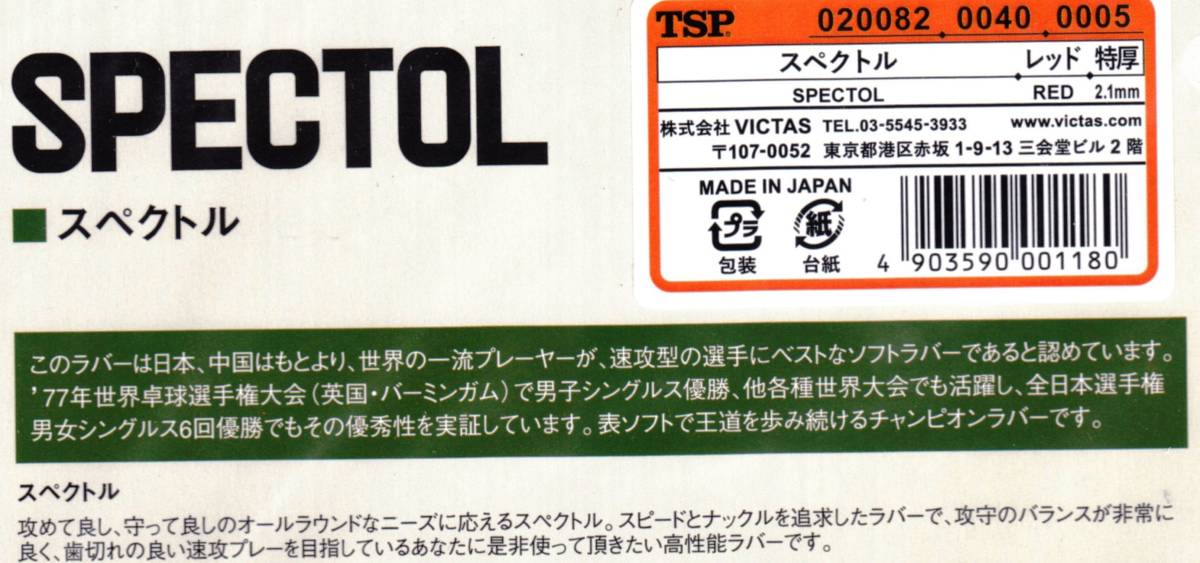 SPECTOL
■スペクトル
TSP. 020082 0040 0005
スペクトル レッド 特厚
SPECTOL RED 2.1mm
株式会社 VICTAS TEL.03-5545-3933 www.victas.com
〒107-0052 東京都港区赤坂 1-9-13 三会堂ビル 2 階
MADE IN JAPAN
プラ 紙
包装 台紙
4 903590 001180
このラバーは日本、中国はもとより、世界の一流プレーヤーが、速攻型の選手にベストなソフトラバーであると認めています。
'77年世界卓球選手権大会(英国・バーミンガム)で男子シングルス優勝、他各種世界大会でも活躍し、全日本選手権
男女シングルス6回優勝でもその優秀性を実証しています。表ソフトで王道を歩み続けるチャンピオンラバーです。
スペクトル
攻めて良し、守って良しのオールラウンドなニーズに応えるスペクトル。スピードとナックルを追求したラバーで、攻守のバランスが非常に
良く、歯切れの良い速攻プレーを目指しているあなたに是非使って頂きたい高性能ラバーです。